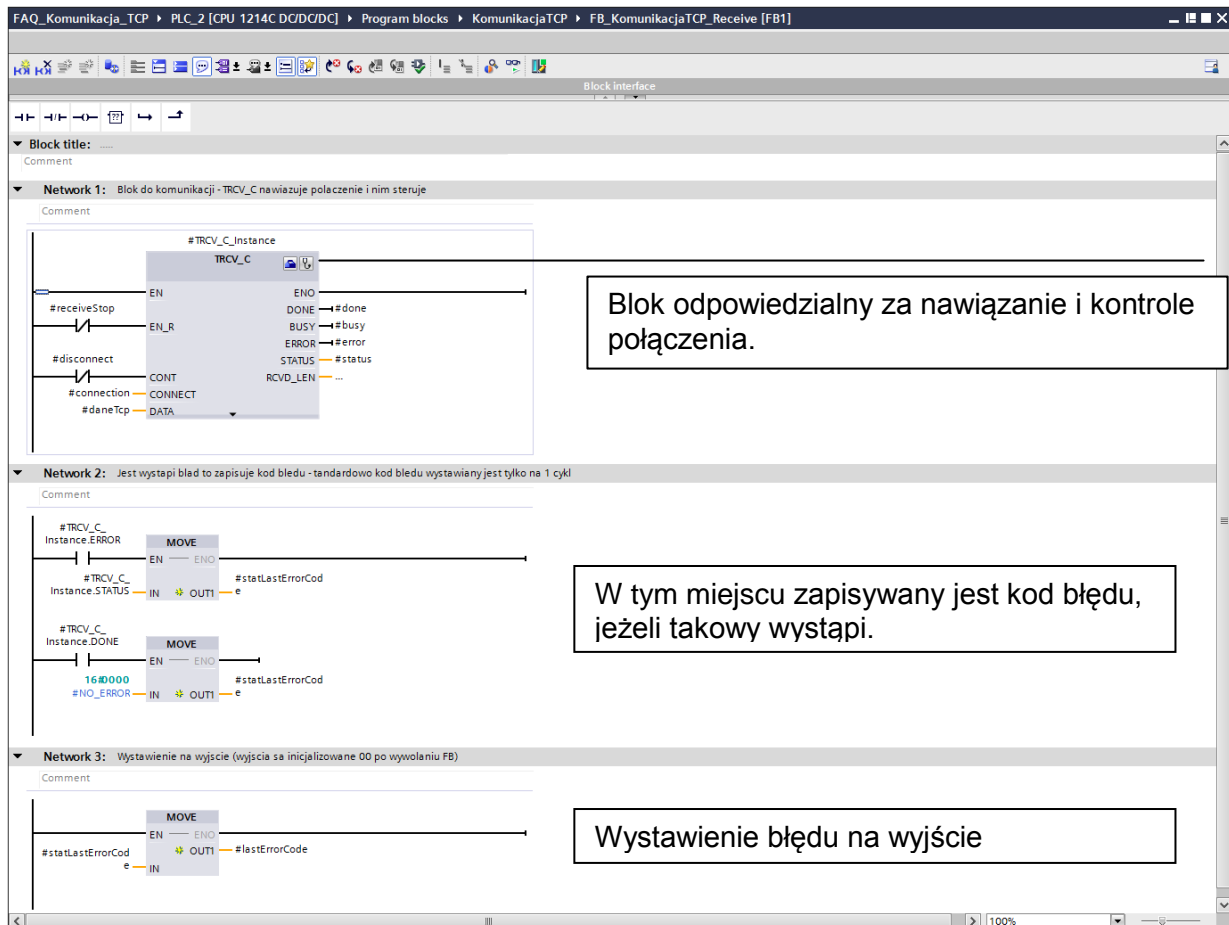 FAQ_Komunikacja_TCP ▸ PLC_2 [CPU 1214C DC/DC/DC] ▸ Program blocks ▸ KomunikacjaTCP ▸ FB_KomunikacjaTCP_Receive [FB1]
Block interface
Block title: .....
Comment
Network 1: Blok do komunikacji - TRCV_C nawiazuje polaczenie i nim steruje
Comment
#TRCV_C_Instance
TRCV_C
EN ENO
#receiveStop
DONE #done
EN_R BUSY #busy
ERROR #error
#disconnect
STATUS #status
CONT RCVD_LEN ...
#connection CONNECT
#daneTcp DATA
Blok odpowiedzialny za nawiązanie i kontrole
połączenia.
Network 2: Jest wystapi blad to zapisuje kod bledu - tandardowo kod bledu wystawiany jest tylko na 1 cykl
Comment
#TRCV_C_
Instance.ERROR
MOVE
EN ENO
#TRCV_C_
Instance.STATUS IN OUT1
#statLastErrorCod
e
#TRCV_C_
Instance.DONE
MOVE
EN ENO
16#0000
#NO_ERROR IN OUT1
#statLastErrorCod
e
W tym miejscu zapisywany jest kod błędu,
jeżeli takowy wystąpi.
Network 3: Wystawienie na wyjscie (wyjscia sa inicjalizowane 00 po wywolaniu FB)
Comment
MOVE
EN ENO
#statLastErrorCod
e IN
OUT1 #lastErrorCode
Wystawienie błędu na wyjście
100%